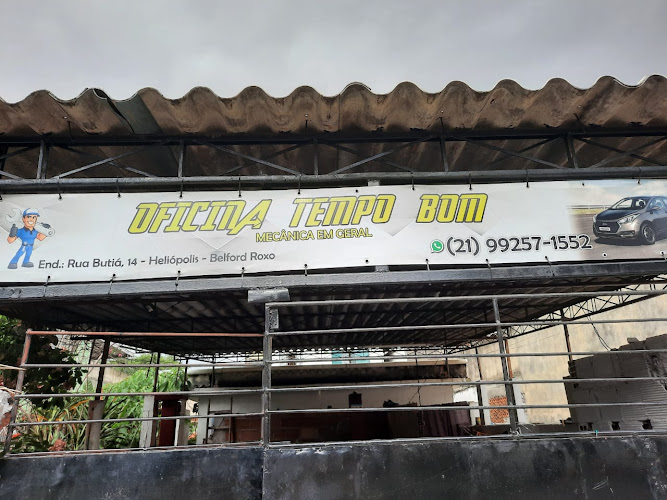 OFICINA TEMPO BOM
MECÂNICA EM GERAL
(21) 99257-1552
End.: Rua Butiá, 14 - Heliópolis - Belford Roxo